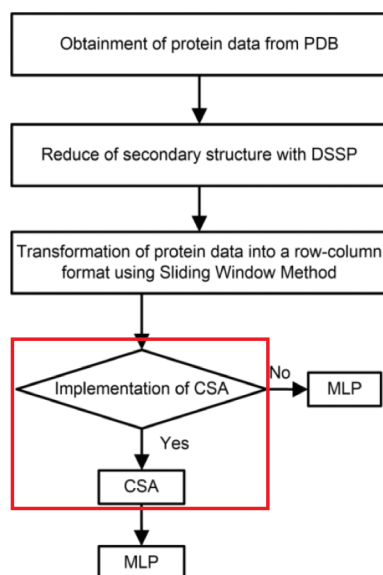 Obtainment of protein data from PDB
Reduce of secondary structure with DSSP
Transformation of protein data into a row-column
format using Sliding Window Method
Implementation of CSA
No
MLP
Yes
CSA
MLP